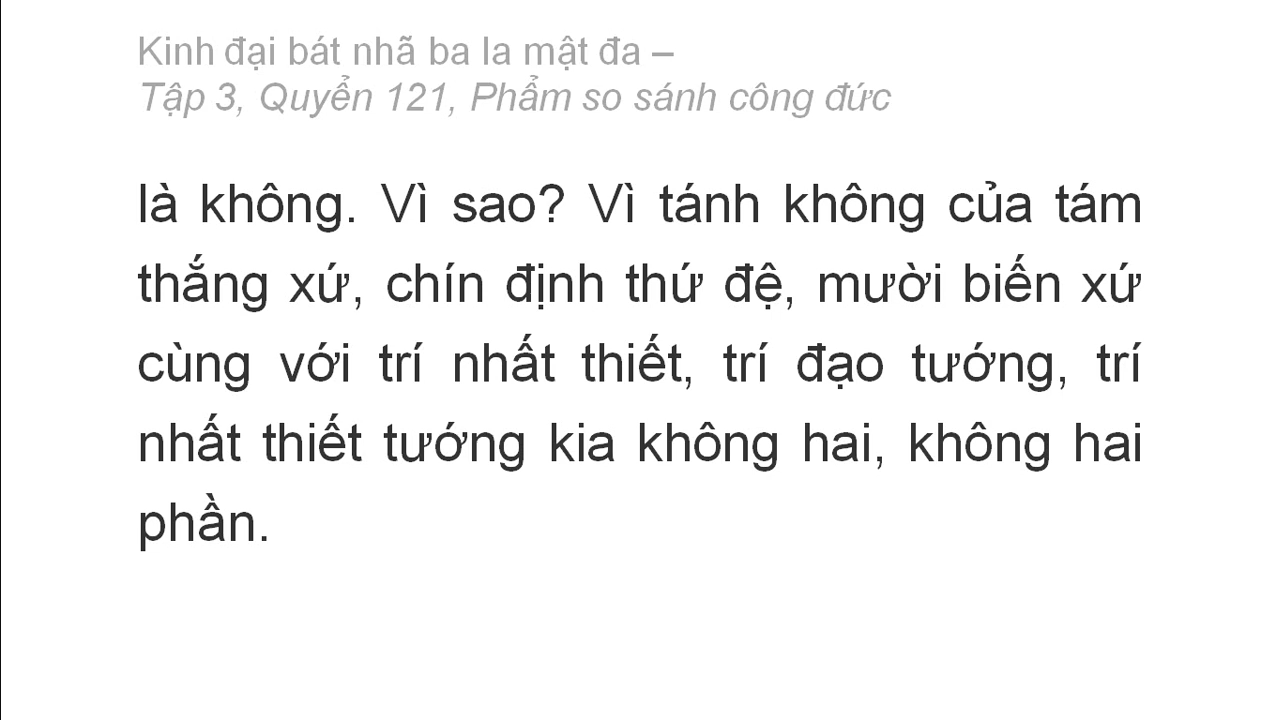 Kinh đại bát nhã ba la mật đa –
Tập 3, Quyển 121, Phẩm so sánh công đức
là không. Vì sao? Vì tánh không của tám
thắng xứ, chín định thứ đệ, mười biến xứ
cùng với trí nhất thiết, trí đạo tướng, trí
nhất thiết tướng kia không hai, không hai
phần.